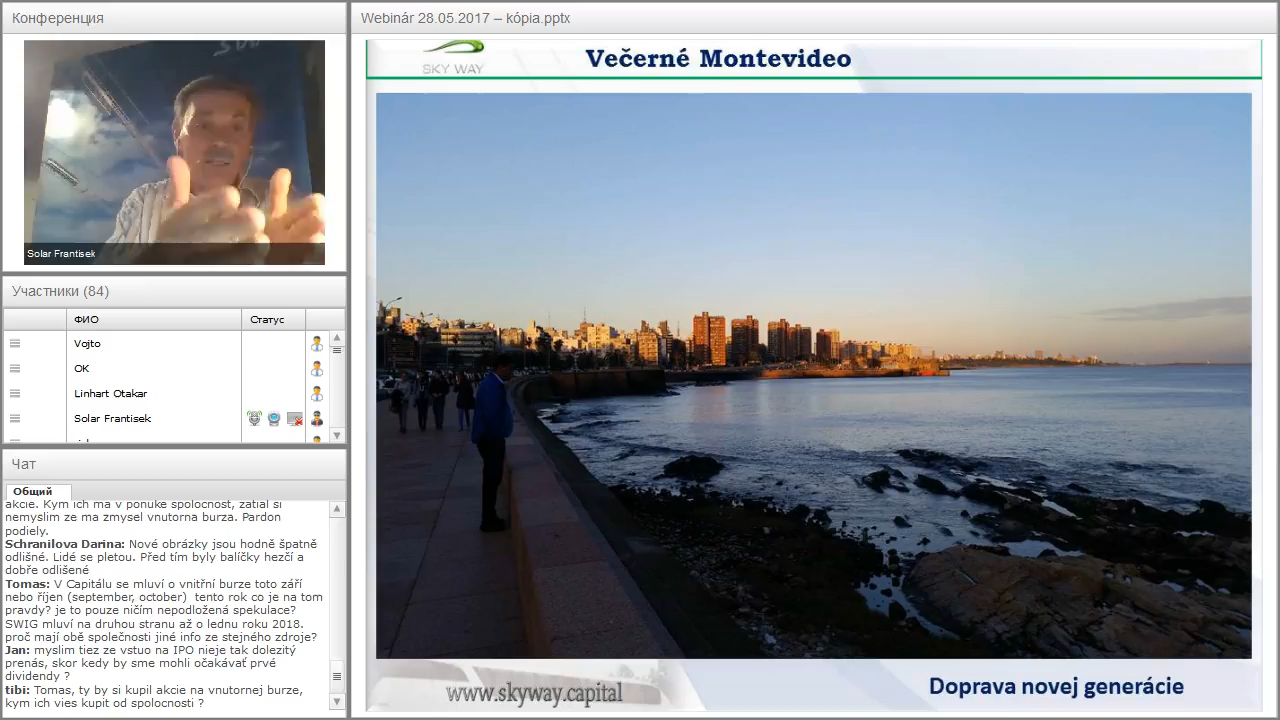 Конференция
Solar Frantisek
Участники (84)
ФИО Статус
Vojto
OK
Linhart Otakar
Solar Frantisek
Чат
Общий
akcie. Kym ich ma v ponuke spolocnost, zatial si
nemyslim ze ma zmysel vnutorna burza. Pardon
podiely.
Schranilova Darina: Nové obrázky jsou hodně špatně
odlišné. Lidé se pletou. Před tím byly balíčky hezčí a
dobře odlišené
Tomas: V Capitálu se mluví o vnitřní burze toto září
nebo říjen (september, october) tento rok co je na tom
pravdy? je to pouze ničím nepodložená spekulace?
SWIG mluví na druhou stranu až o lednu roku 2018.
proč mají obě společnosti jiné info ze stejného zdroje?
Jan: myslim tiez ze vstuo na IPO nieje tak dolezitý
prenás, skor kedy by sme mohli očakávať prvé
dividendy ?
tibi: Tomas, ty by si kupil akcie na vnutornej burze,
kym ich vies kupit od spolocnosti ?
Webinár 28.05.2017 – kópia.pptx
SKY WAY
Večerné Montevideo
www.skyway.capital
Doprava novej generácie